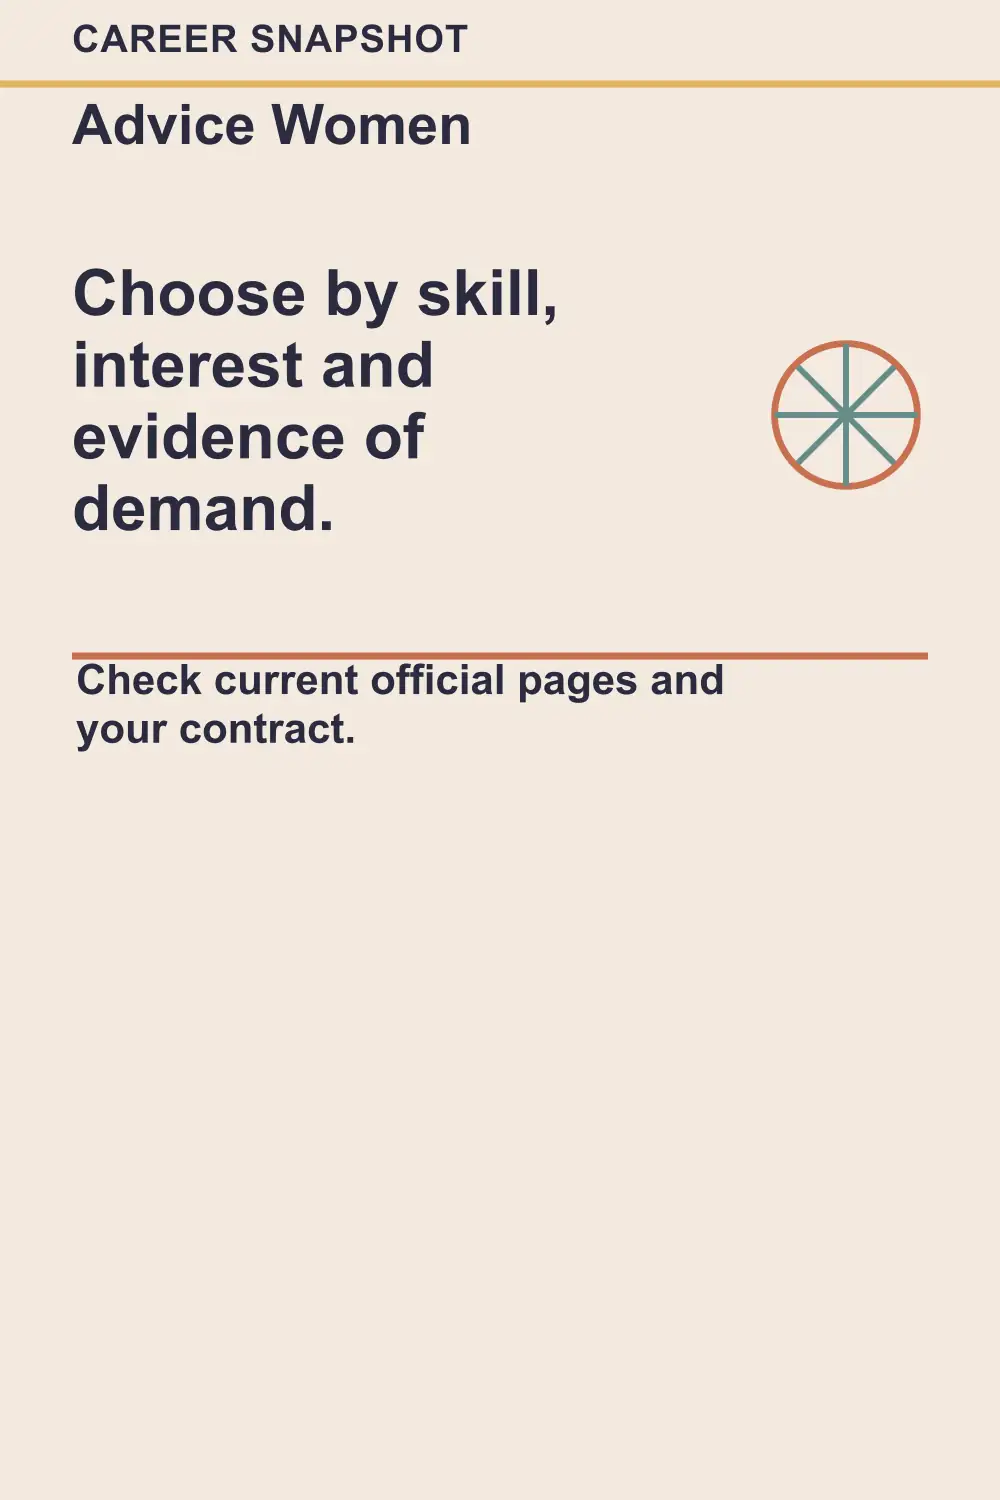 CAREER SNAPSHOT
Advice Women
Choose by skill,
interest and
evidence of
demand.
Check current official pages and
your contract.